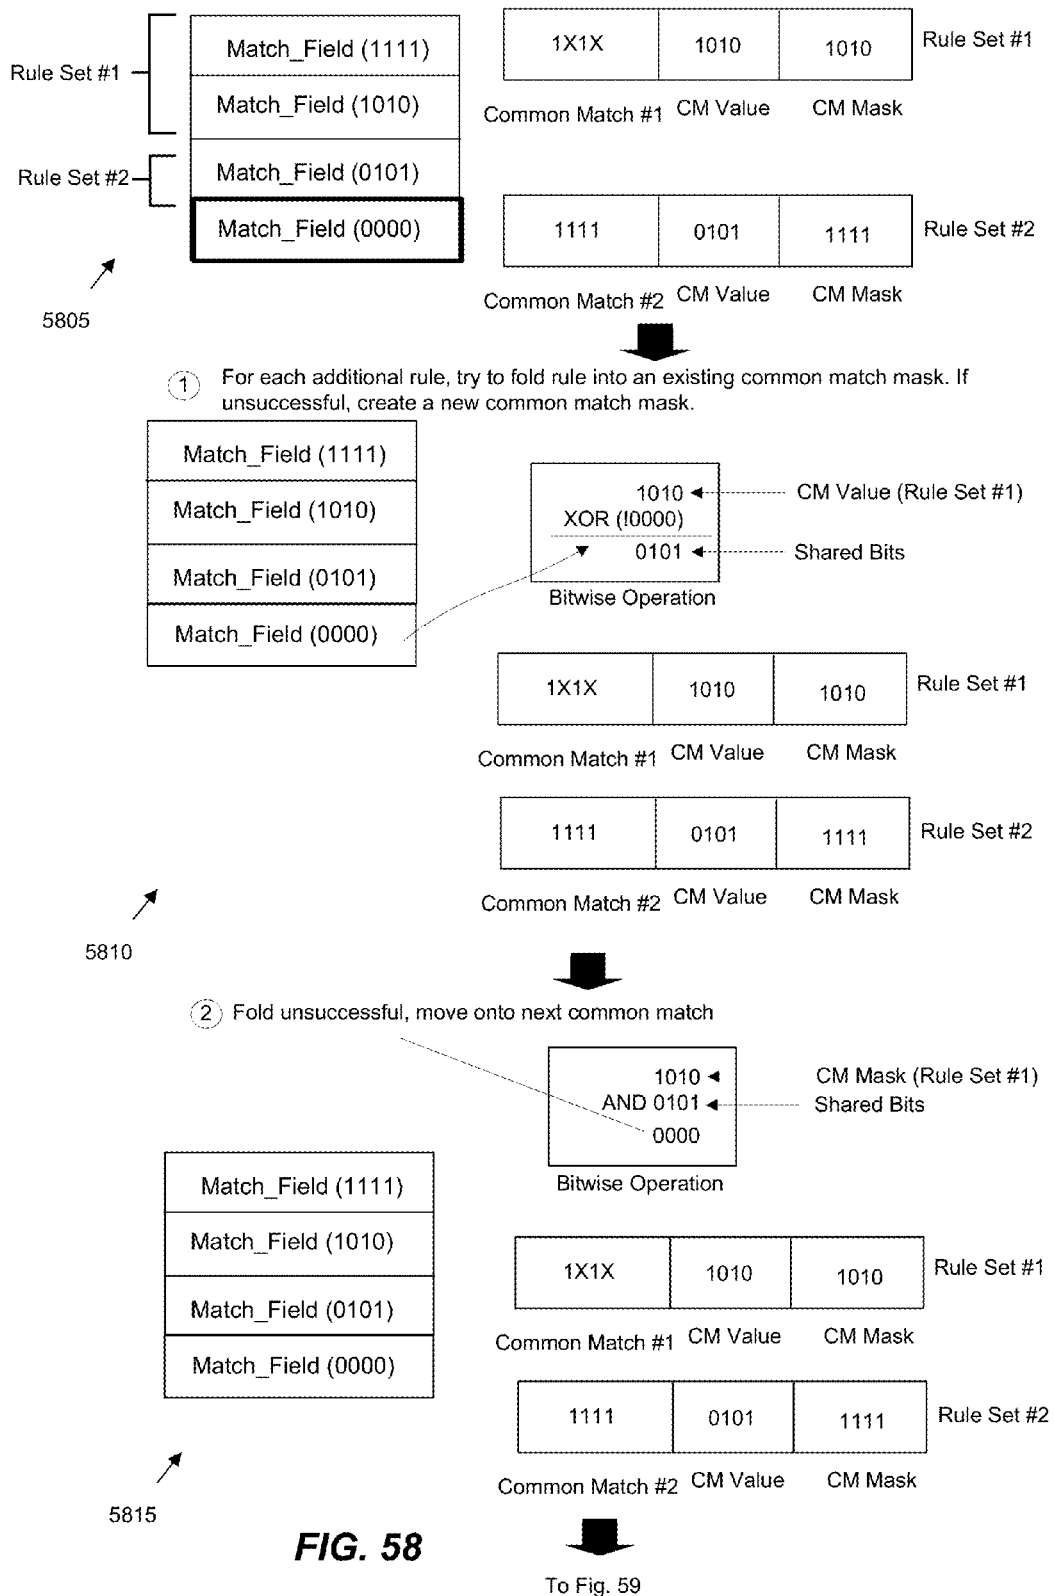 Rule Set #1
Match_Field (1111)
Match_Field (1010)
Rule Set #2
Match_Field (0101)
Match_Field (0000)
5805
1X1X 1010 1010 Rule Set #1
Common Match #1 CM Value CM Mask
1111 0101 1111 Rule Set #2
Common Match #2 CM Value CM Mask
1 For each additional rule, try to fold rule into an existing common match mask. If
unsuccessful, create a new common match mask.
Match_Field (1111)
Match_Field (1010)
Match_Field (0101)
Match_Field (0000)
1010 CM Value (Rule Set #1)
XOR (!0000)
0101 Shared Bits
Bitwise Operation
1X1X 1010 1010 Rule Set #1
Common Match #1 CM Value CM Mask
1111 0101 1111 Rule Set #2
Common Match #2 CM Value CM Mask
5810
2 Fold unsuccessful, move onto next common match
1010 CM Mask (Rule Set #1)
AND 0101 Shared Bits
0000
Bitwise Operation
Match_Field (1111)
Match_Field (1010)
Match_Field (0101)
Match_Field (0000)
1X1X 1010 1010 Rule Set #1
Common Match #1 CM Value CM Mask
1111 0101 1111 Rule Set #2
Common Match #2 CM Value CM Mask
5815
FIG. 58
To Fig. 59